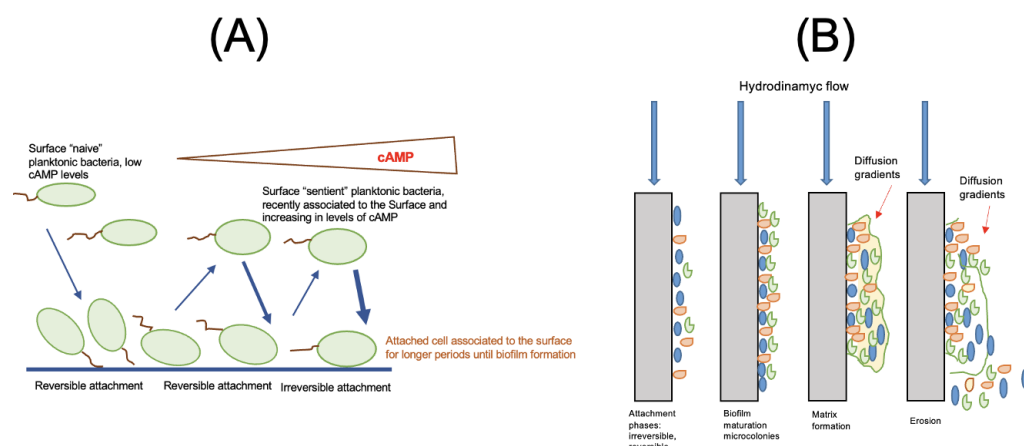 (A)
Surface “naive”
planktonic bacteria, low
cAMP levels
cAMP
Surface “sentient” planktonic bacteria,
recently associated to the Surface and
increasing in levels of cAMP
Attached cell associated to the surface
for longer periods until biofilm formation
Reversible attachment
Reversible attachment
Irreversible attachment
(B)
Hydrodinamyc flow
Diffusion
gradients
Diffusion
gradients
Attachment
phases:
irreversible,
Biofilm
maturation
microcolonies
Matrix
formation
Erosion